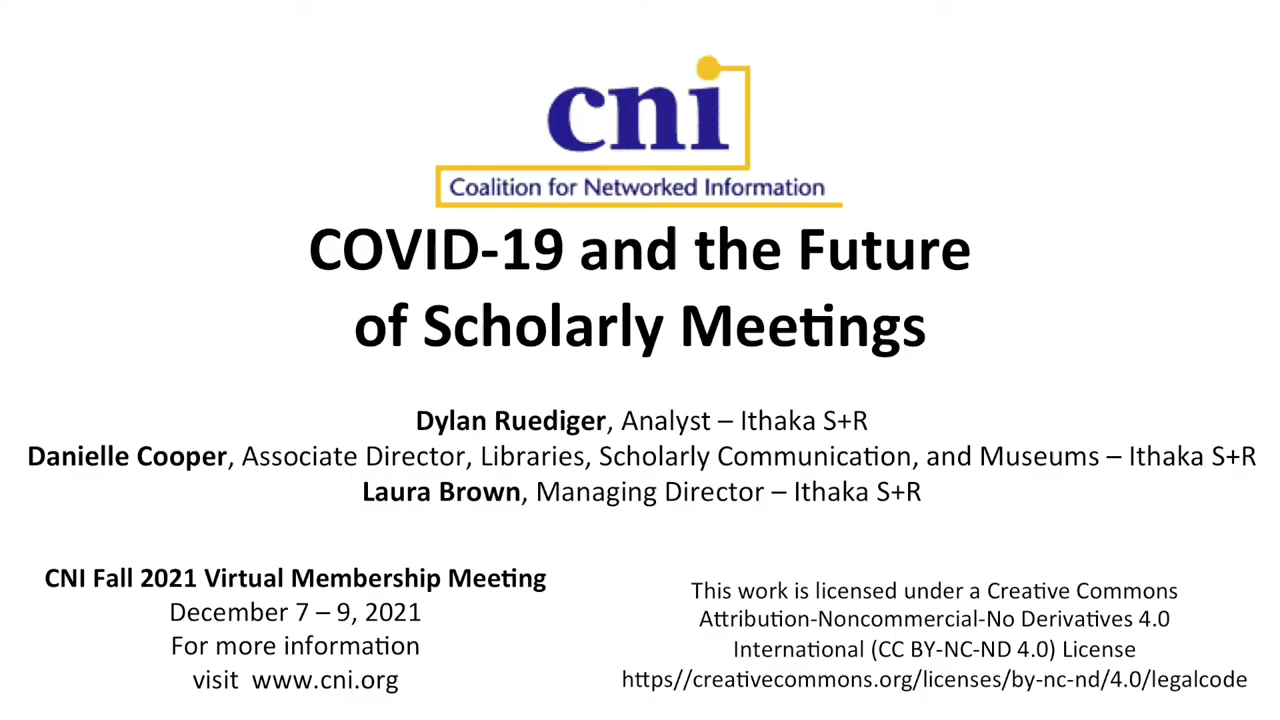 cni
Coalition for Networked Information
COVID-19 and the Future
of Scholarly Meetings
Dylan Ruediger, Analyst – Ithaka S+R
Danielle Cooper, Associate Director, Libraries, Scholarly Communication, and Museums – Ithaka S+R
Laura Brown, Managing Director – Ithaka S+R
CNI Fall 2021 Virtual Membership Meeting
December 7 – 9, 2021
For more information
visit www.cni.org
This work is licensed under a Creative Commons
Attribution-Noncommercial-No Derivatives 4.0
International (CC BY-NC-ND 4.0) License
https//creativecommons.org/licenses/by-nc-nd/4.0/legalcode